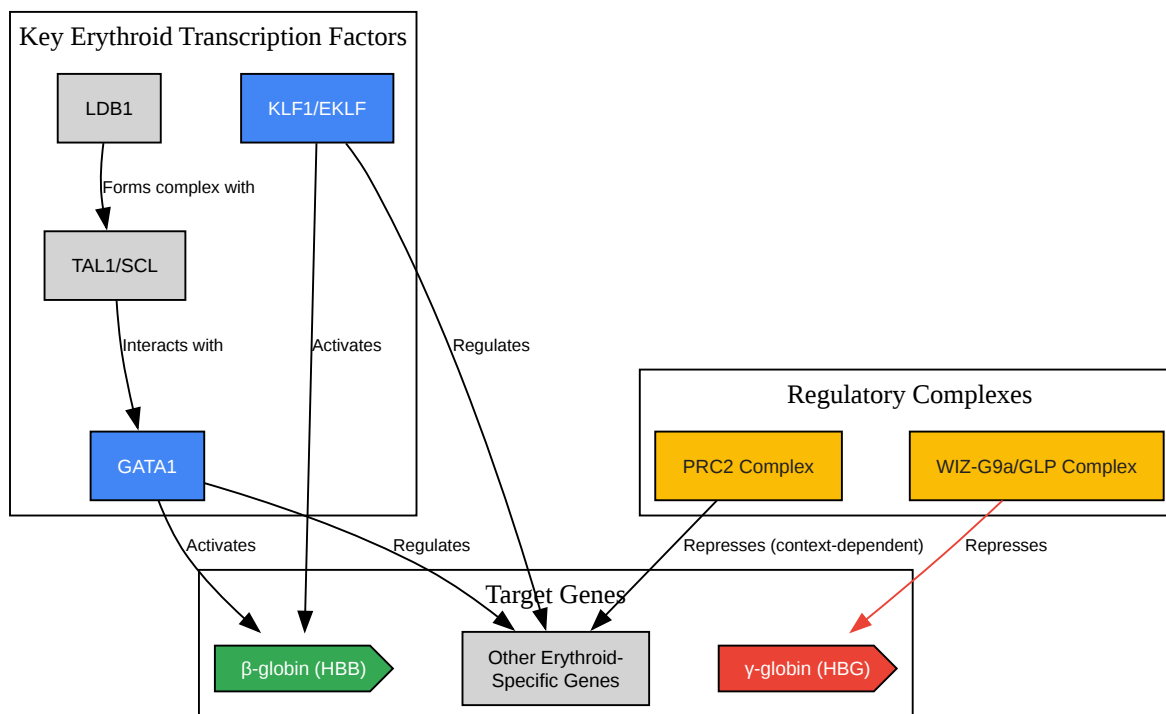 Key Erythroid Transcription Factors
LDB1
KLF1/EKLF
Forms complex with
TAL1/SCL
Interacts with
Activates
Regulates
Regulatory Complexes
GATA1
PRC2 Complex
WIZ-G9a/GLP Complex
Activates
Regulates
Represses (context-dependent)
Represses
Target Genes
β-globin (HBB)
Other Erythroid-
Specific Genes
γ-globin (HBG)